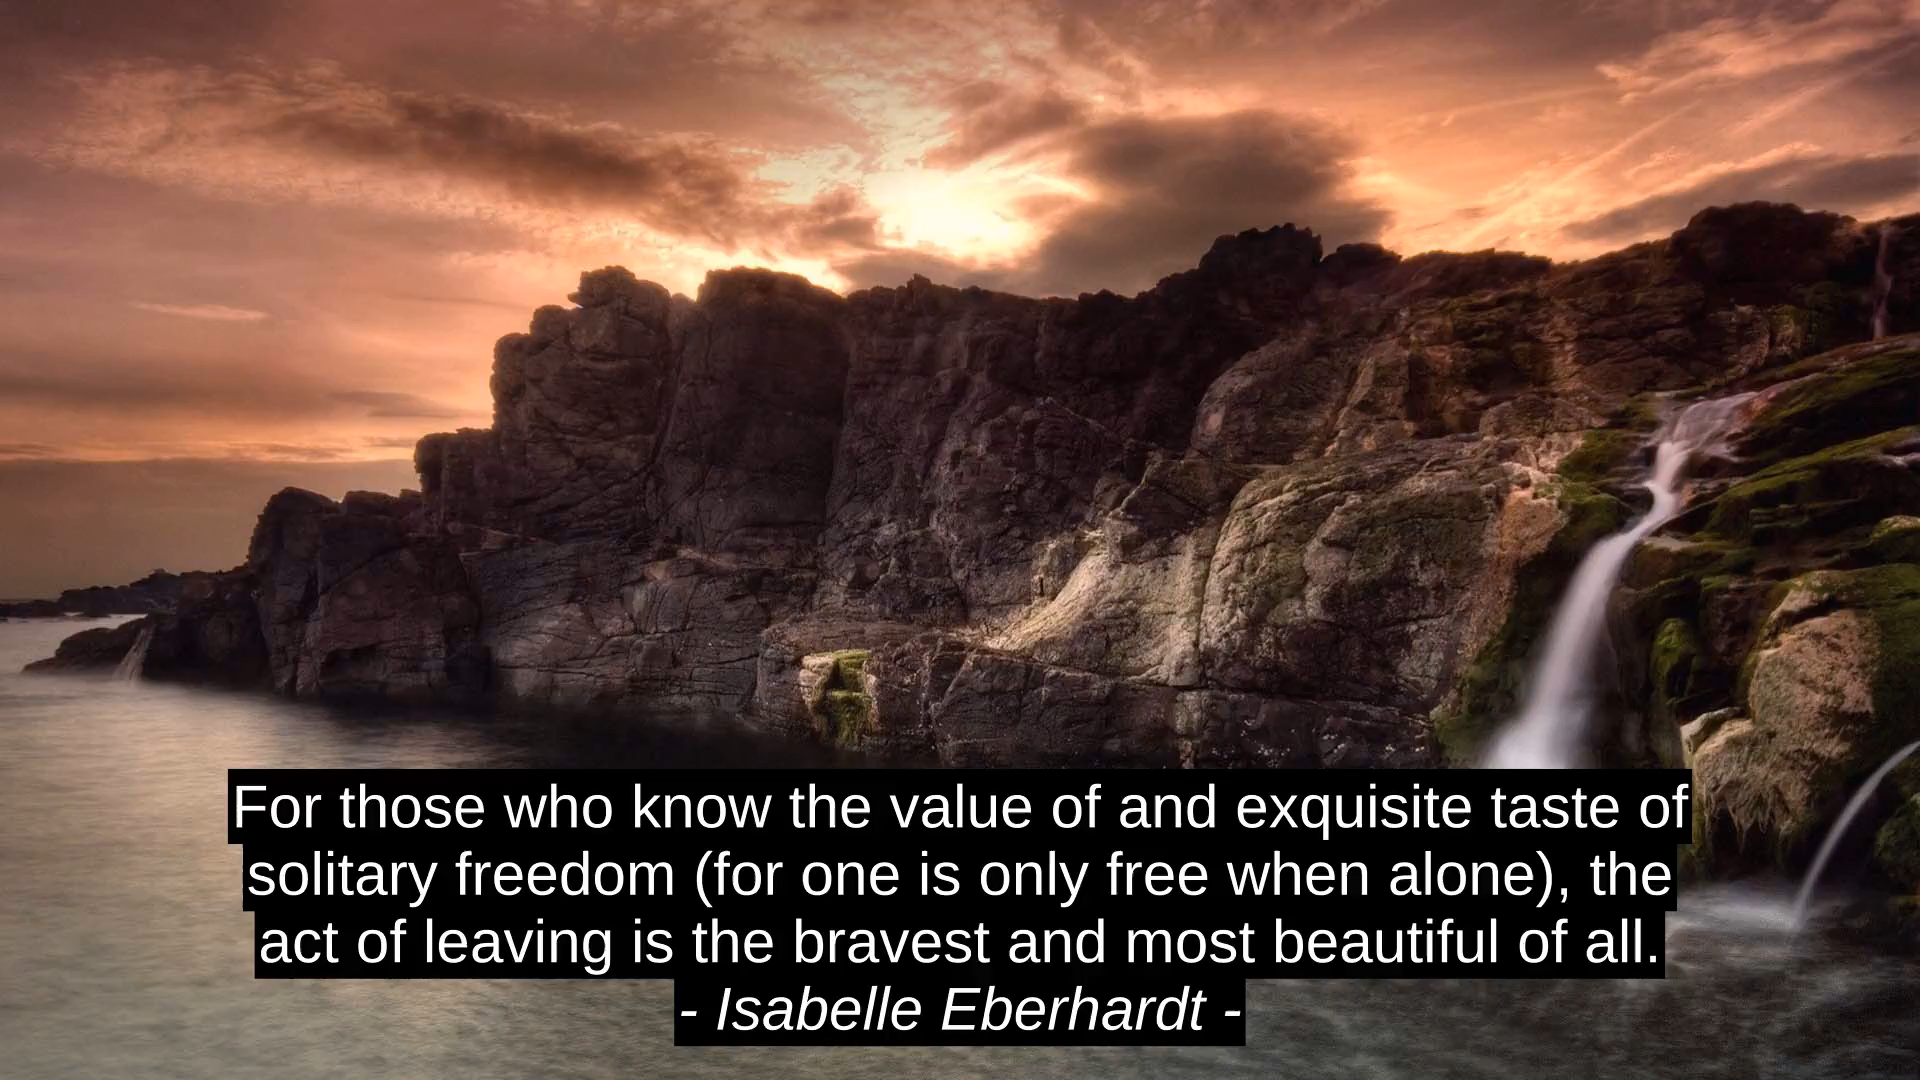 For those who know the value of and exquisite taste of
solitary freedom (for one is only free when alone), the
act of leaving is the bravest and most beautiful of all.
- Isabelle Eberhardt -